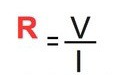 R = V
I